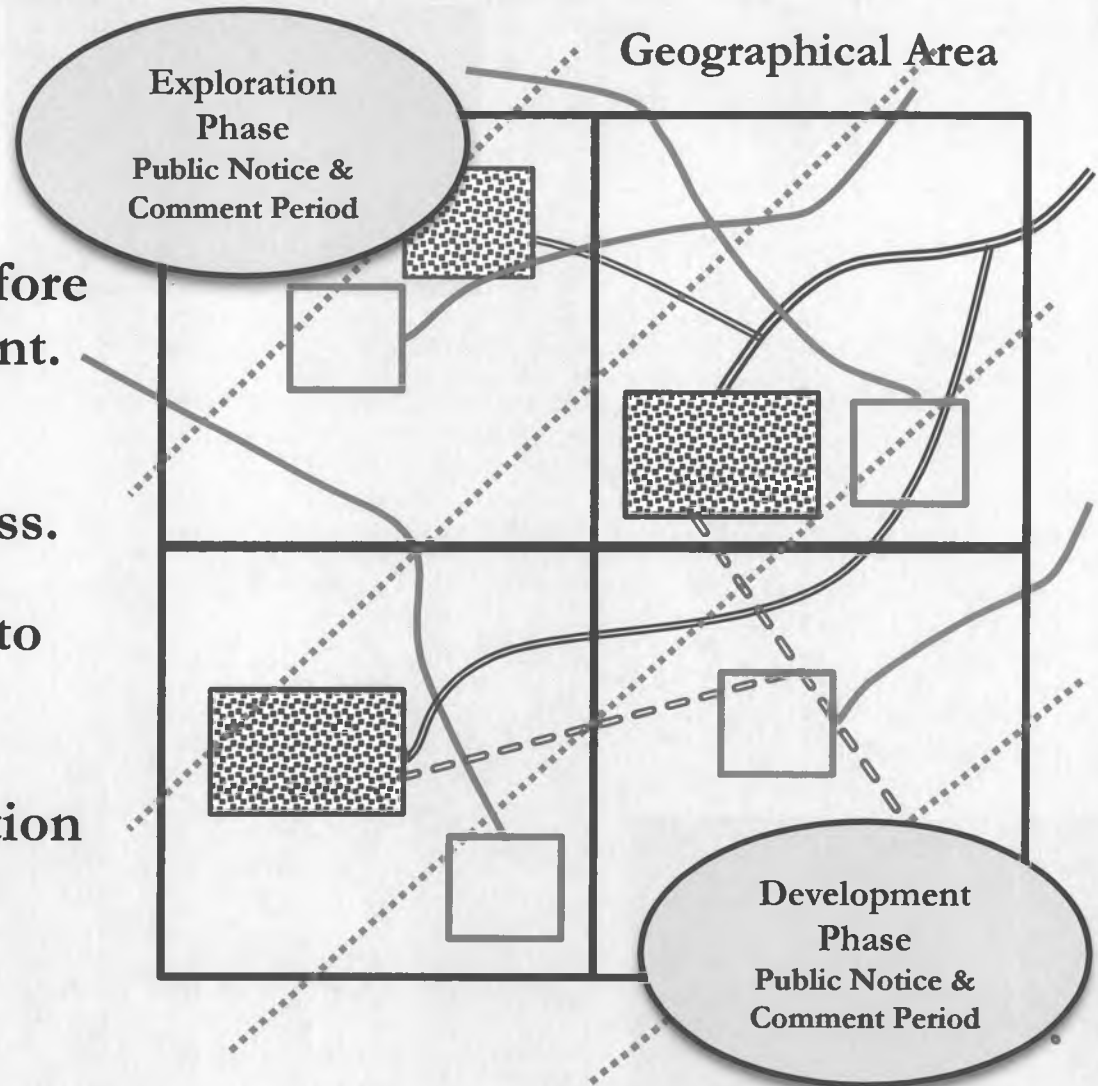 Geographical Area
Exploration
Phase
Public Notice &
Comment Period
fore
nt.
ss.
to
tion
Development
Phase
Public Notice &
Comment Period